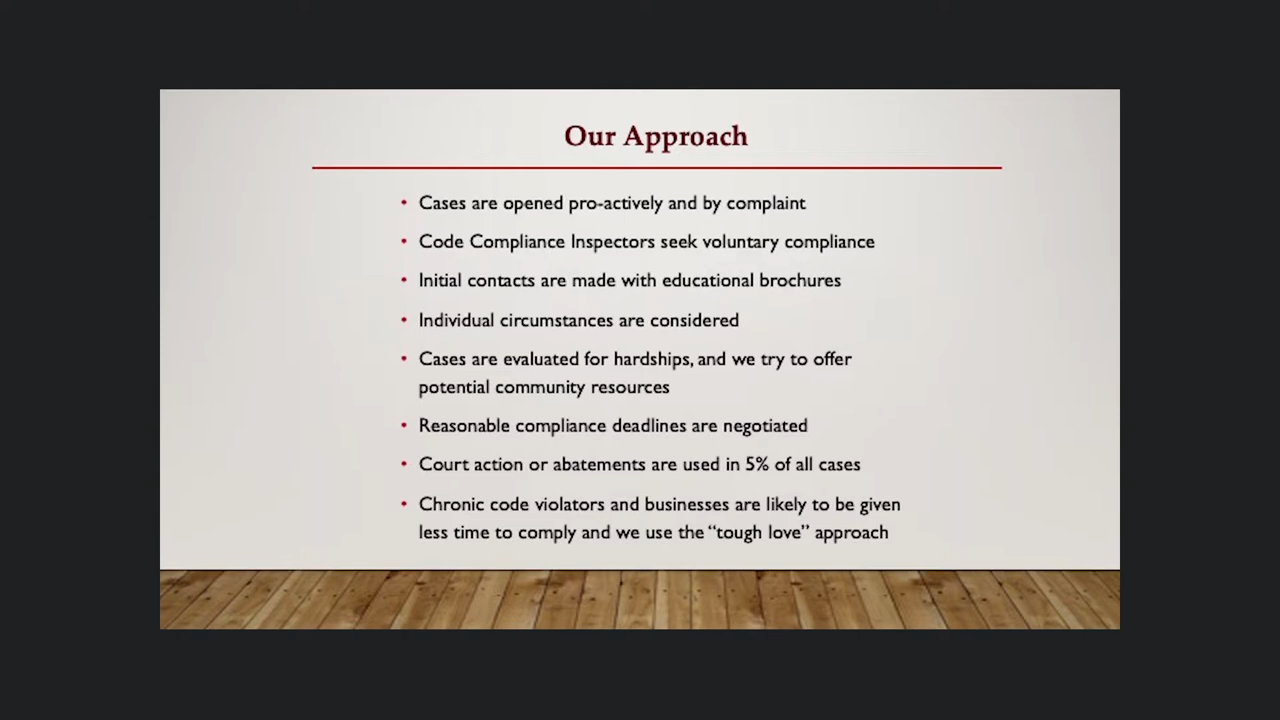 Our Approach
• Cases are opened pro-actively and by complaint
• Code Compliance Inspectors seek voluntary compliance
• Initial contacts are made with educational brochures
• Individual circumstances are considered
• Cases are evaluated for hardships, and we try to offer
potential community resources
• Reasonable compliance deadlines are negotiated
• Court action or abatements are used in 5% of all cases
• Chronic code violators and businesses are likely to be given
less time to comply and we use the “tough love” approach